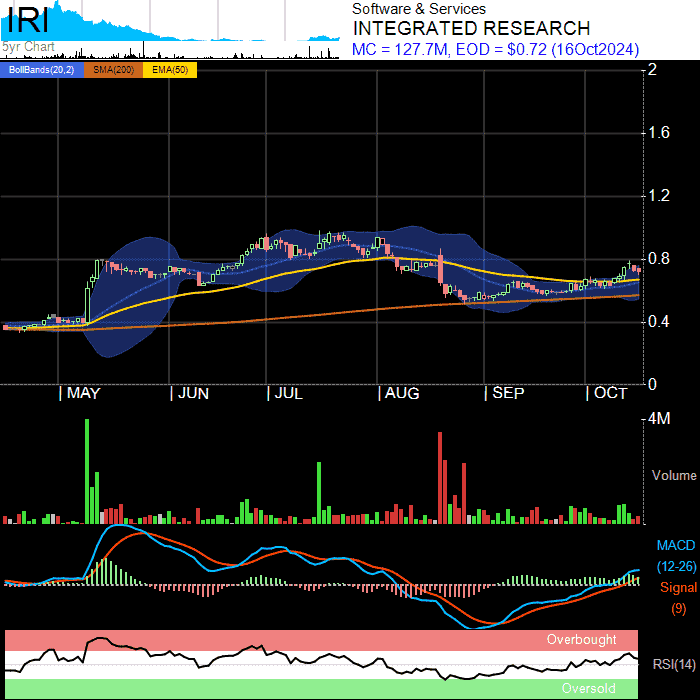 IRI
5yr Chart
Software & Services
INTEGRATED RESEARCH
MC = 127.7M, EOD = $0.72 (16Oct2024)
BollBands(20,2) SMA(200) EMA(50)
2
1.6
1.2
0.8
0.4
0
MAY JUN JUL AUG SEP OCT
4M
Volume
MACD
(12-26)
Signal
(9)
Overbought
RSI(14)
Oversold